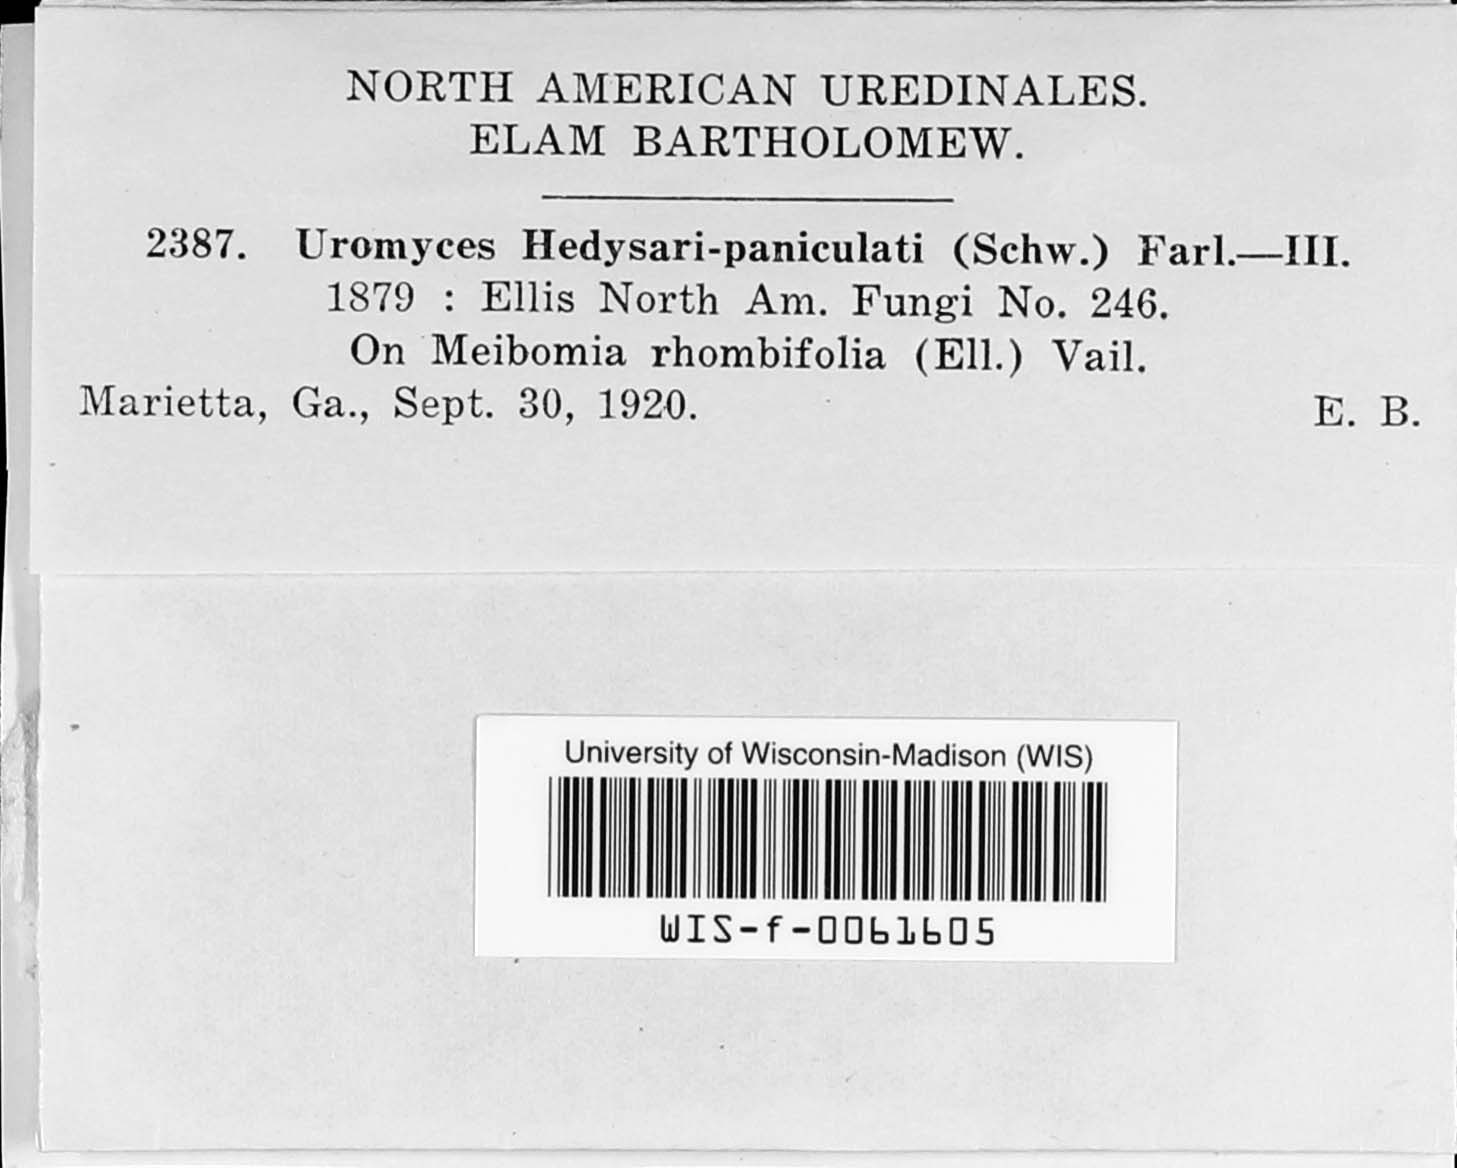 NORTH AMERICAN UREDINALES.
ELAM BARTHOLOMEW.
2387. Uromyces Hedysari-paniculati (Schw.) Farl.—III.
1879 : Ellis North Am. Fungi No. 246.
On Meibomia rhombifolia (Ell.) Vail.
Marietta, Ga., Sept. 30, 1920. E. B.
University of Wisconsin-Madison (WIS)
WIS-f-0061605